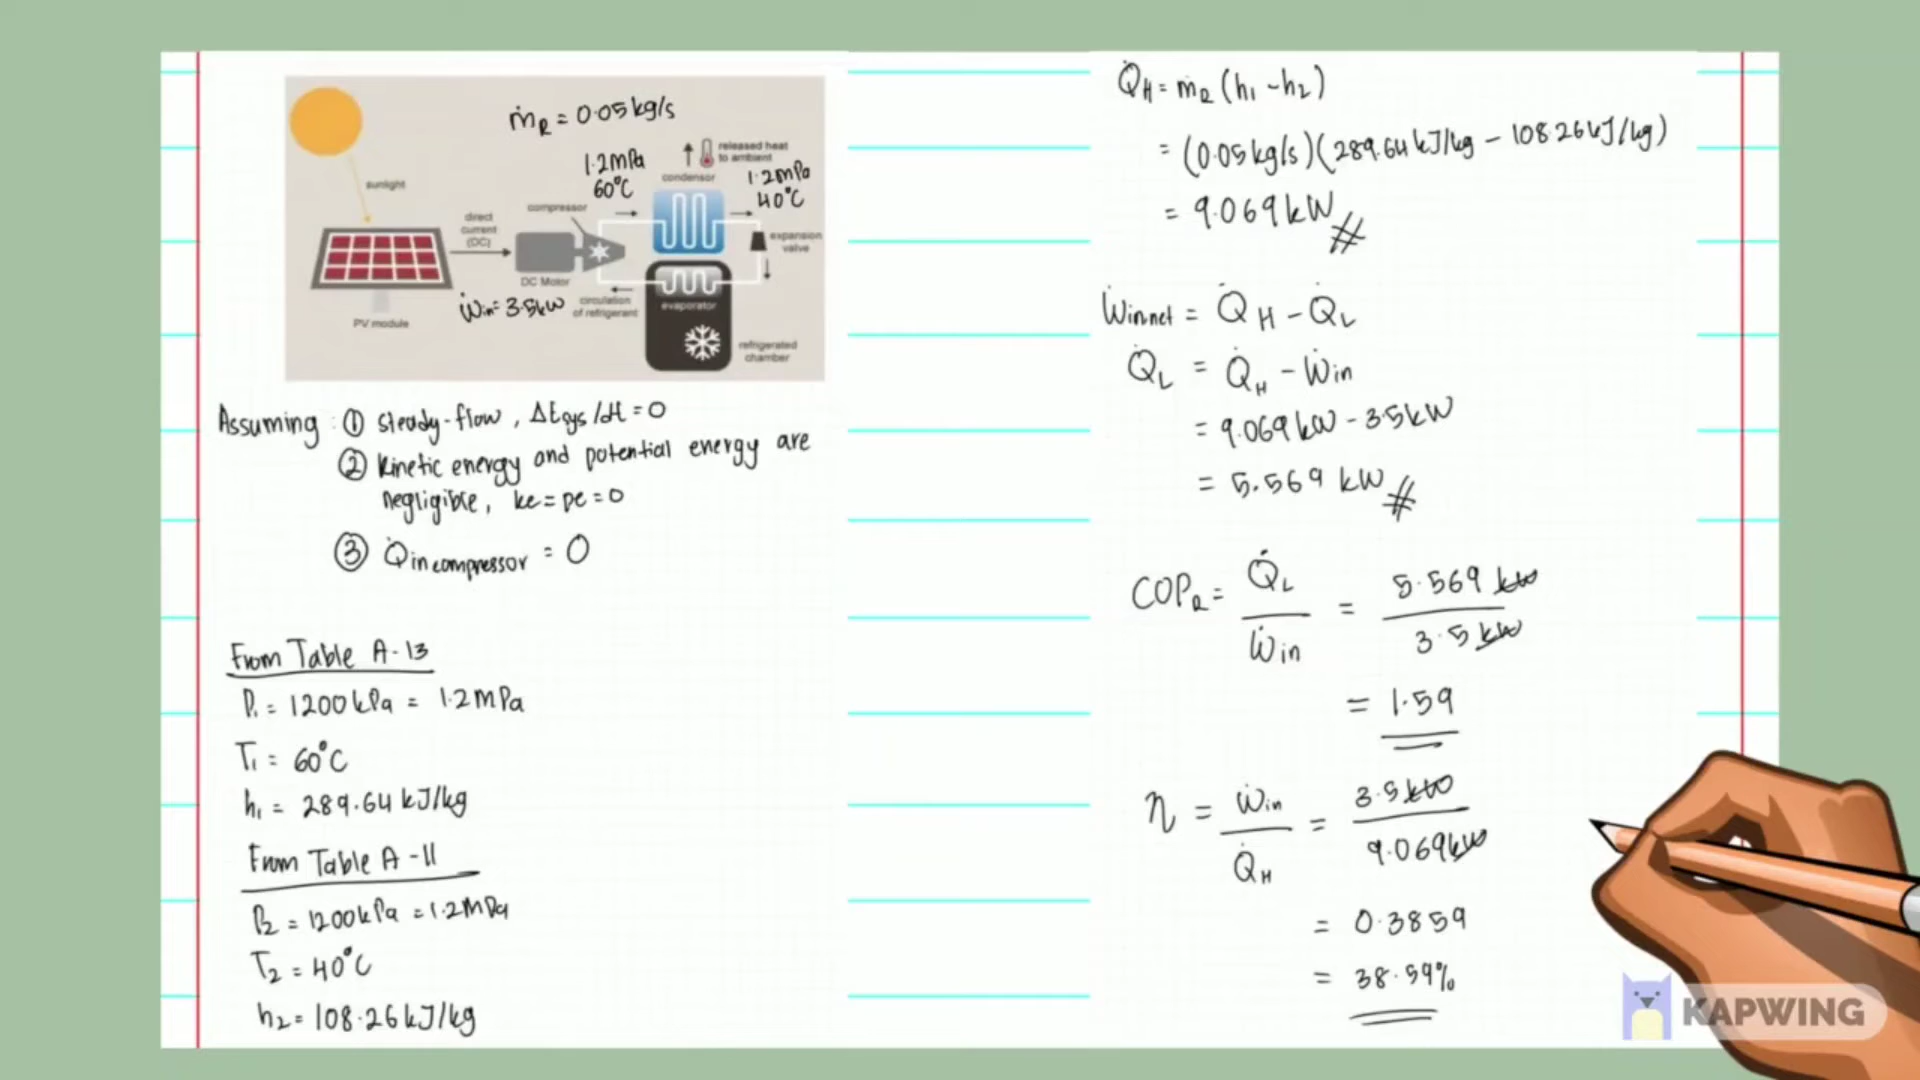 ṁR = 0.05 kg/s
released heat
to ambient
1.2 mPa
60°C
condensor
1.2 mPa
40°C
sunlight
compressor
direct
current
(DC)
expansion
valve
DC Motor
Ẇin = 3.5 kW
circulation
of refrigerant
evaporator
PV module
refrigerated
chamber
Assuming : ① steady-flow, ΔEsys/dt = 0
② kinetic energy and potential energy are
negligible, ke = pe = 0
③ Q̇in compressor = 0
From Table A-13
P₁ = 1200 kPa = 1.2 mPa
T₁ = 60°C
h₁ = 289.64 kJ/kg
From Table A-11
P₂ = 1200 kPa = 1.2 mPa
T₂ = 40°C
h₂ = 108.26 kJ/kg
Q̇H = ṁR (h₁ - h₂)
= (0.05 kg/s)(289.64 kJ/kg - 108.26 kJ/kg)
= 9.069 kW
Ẇin,net = Q̇H - Q̇L
Q̇L = Q̇H - Ẇin
= 9.069 kW - 3.5 kW
= 5.569 kW
COPR = Q̇L / Ẇin = 5.569 kW / 3.5 kW
= 1.59
η = Ẇin / Q̇H = 3.5 kW / 9.069 kW
= 0.3859
= 38.59%
KAPWING